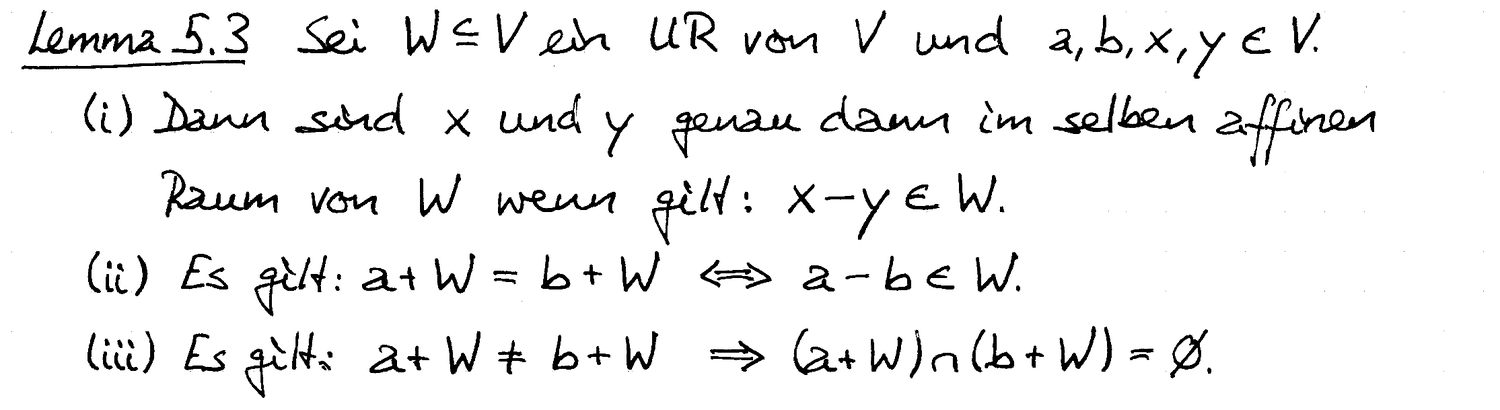 Lemma 5.3 Sei W ⊆ V ein UR von V und a, b, x, y ∈ V.
(i) Dann sind x und y genau dann im selben affinen
Raum von W wenn gilt: x-y ∈ W.
(ii) Es gilt: a + W = b + W ⟺ a - b ∈ W.
(iii) Es gilt: a + W ≠ b + W ⟹ (a+W)∩(b+W) = ∅.